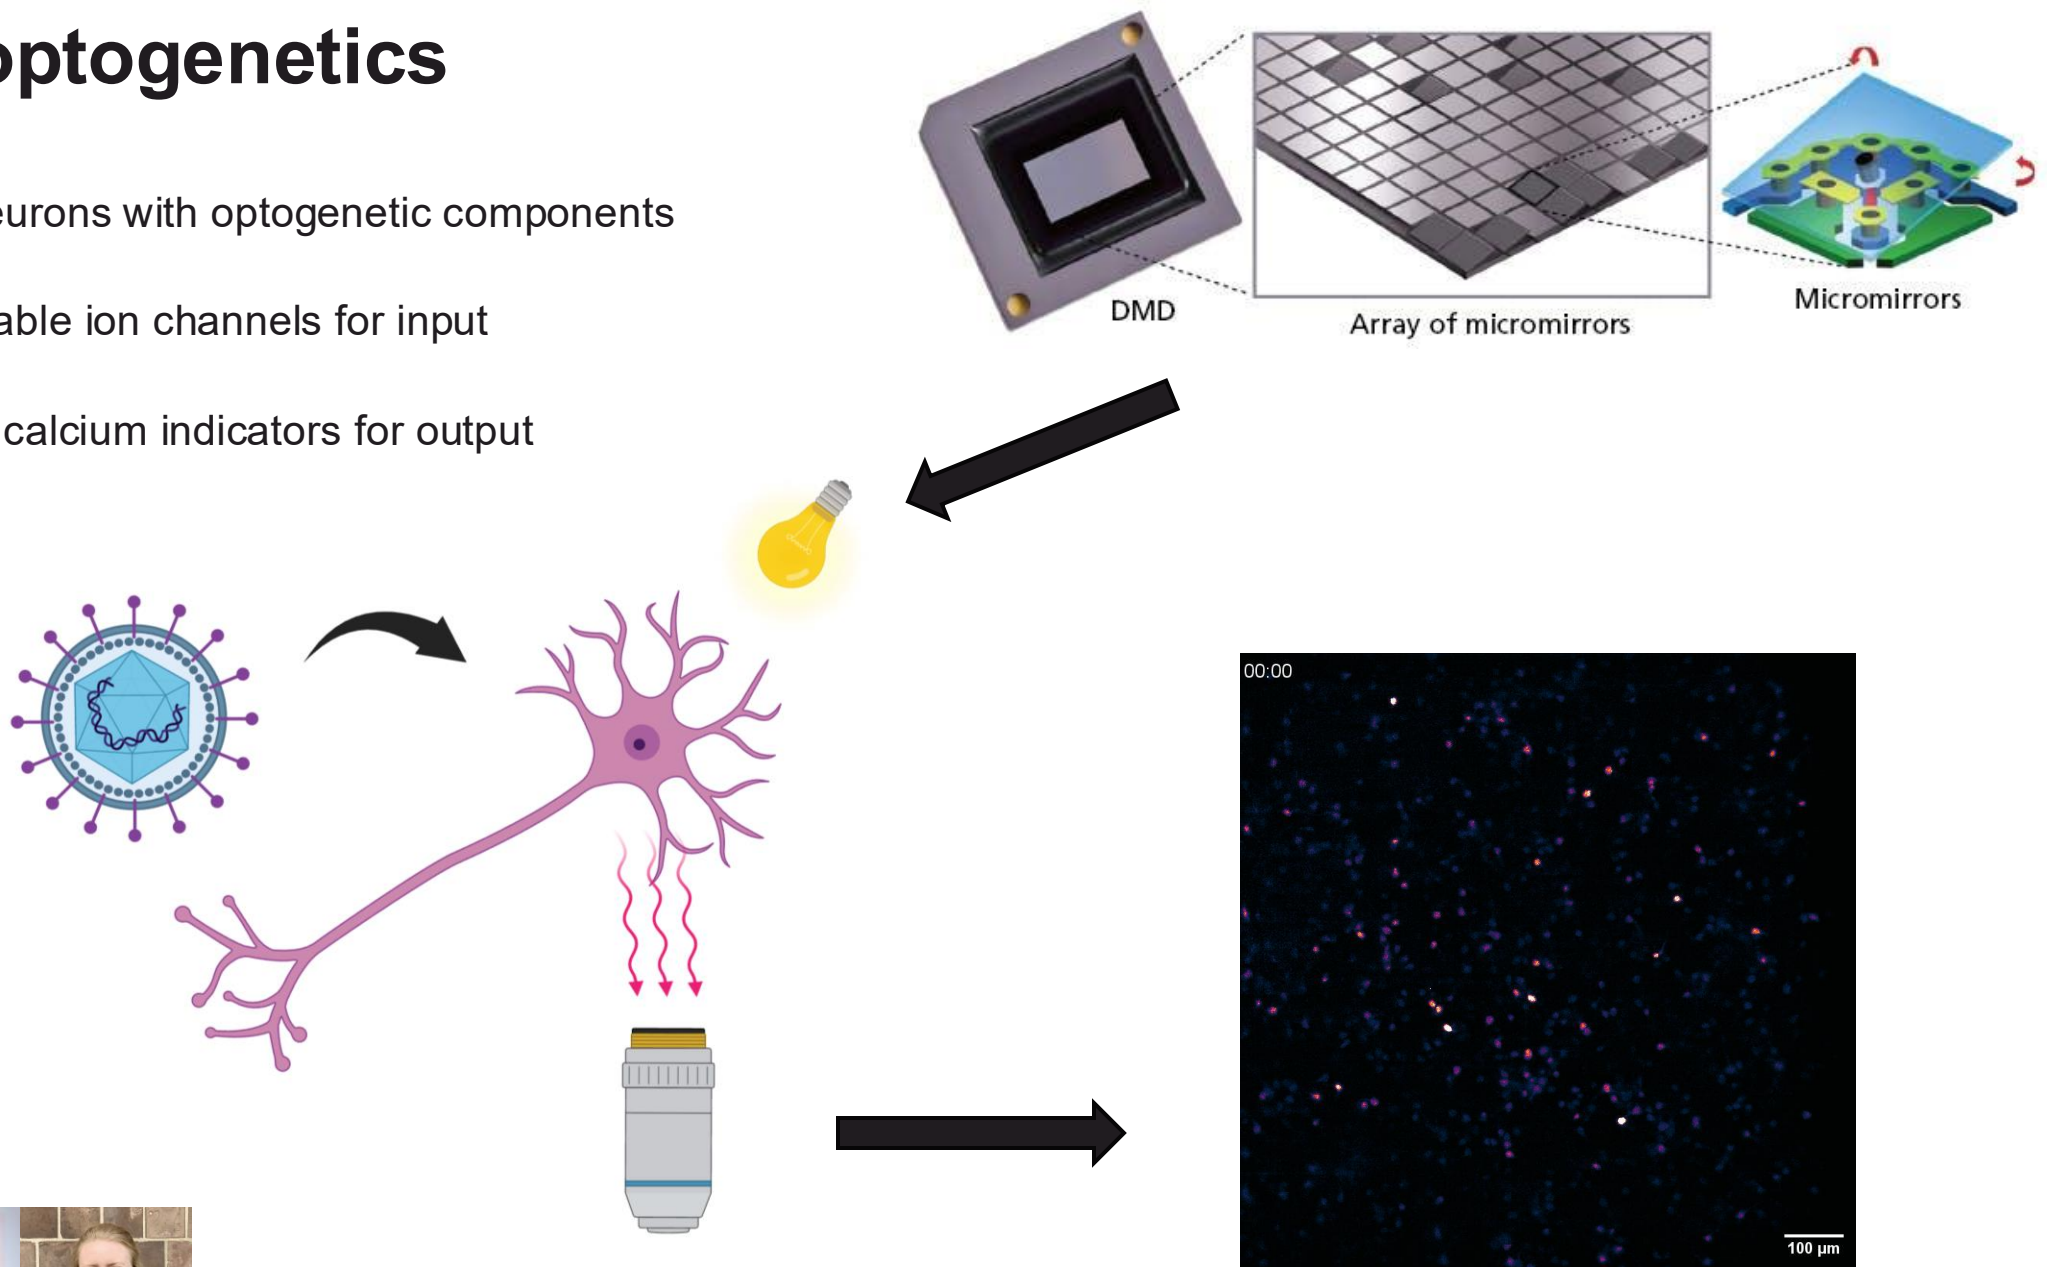 optogenetics
eurons with optogenetic components
able ion channels for input
calcium indicators for output
DMD
Array of micromirrors
Micromirrors
00:00
100 µm